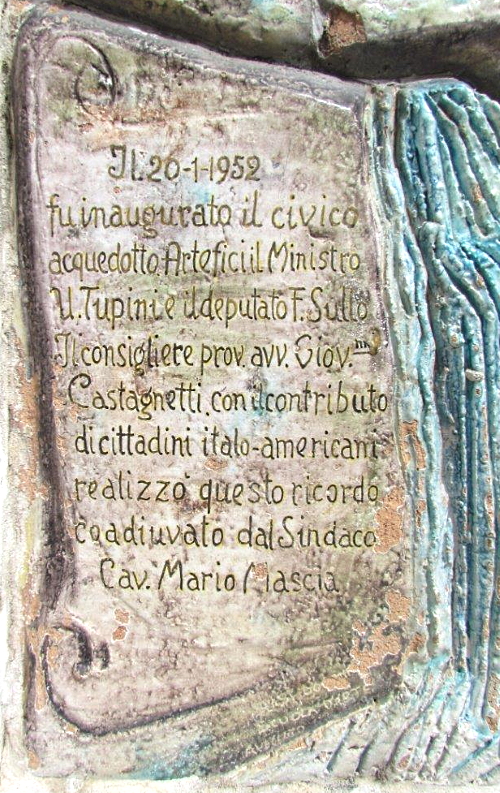 Il 20-1-1952
fu inaugurato il civico
acquedotto. Artefici il Ministro
U. Tupini e il deputato F. Sullo
Il consigliere prov. avv. Giov.ni
Castagnetti, con il contributo
di cittadini italo-americani
realizzò questo ricordo
coadiuvato dal Sindaco
Cav. Mario Mascia